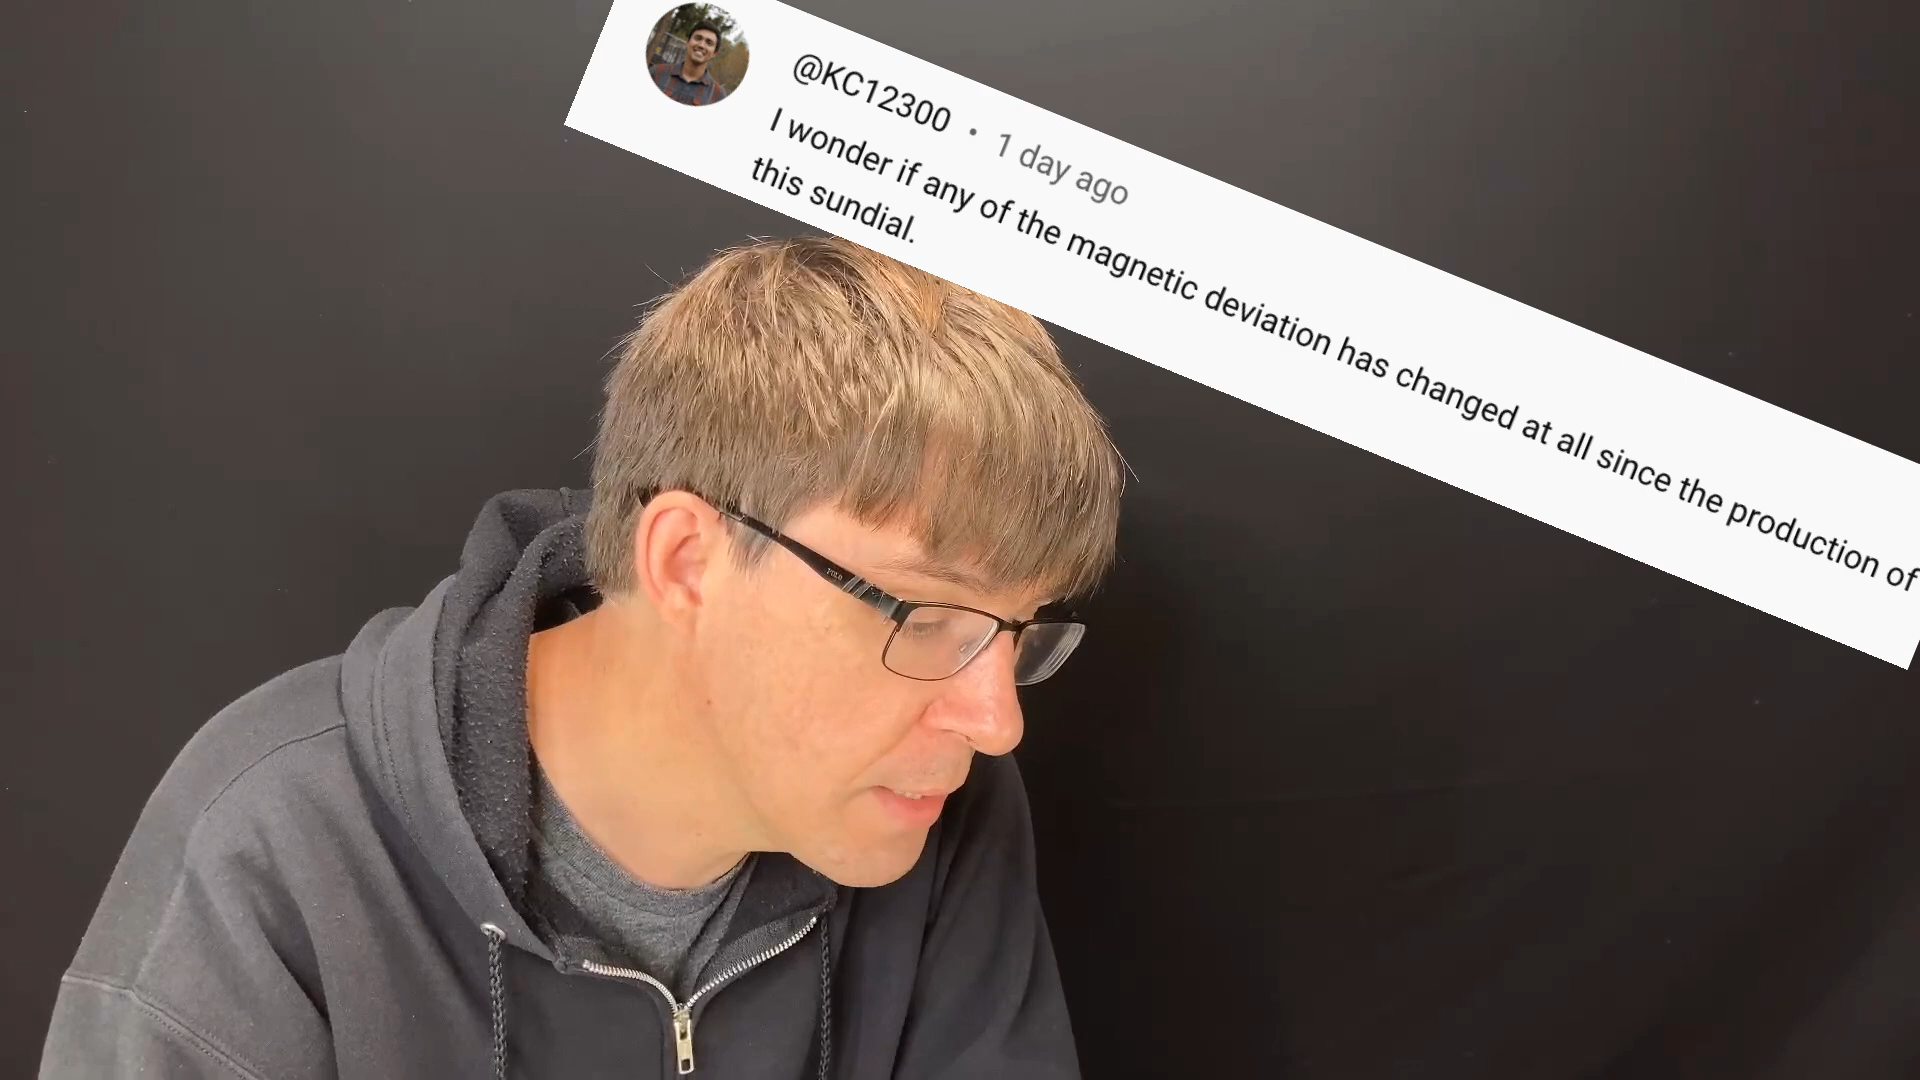 @KC12300 • 1 day ago
I wonder if any of the magnetic deviation has changed at all since the production of
this sundial.